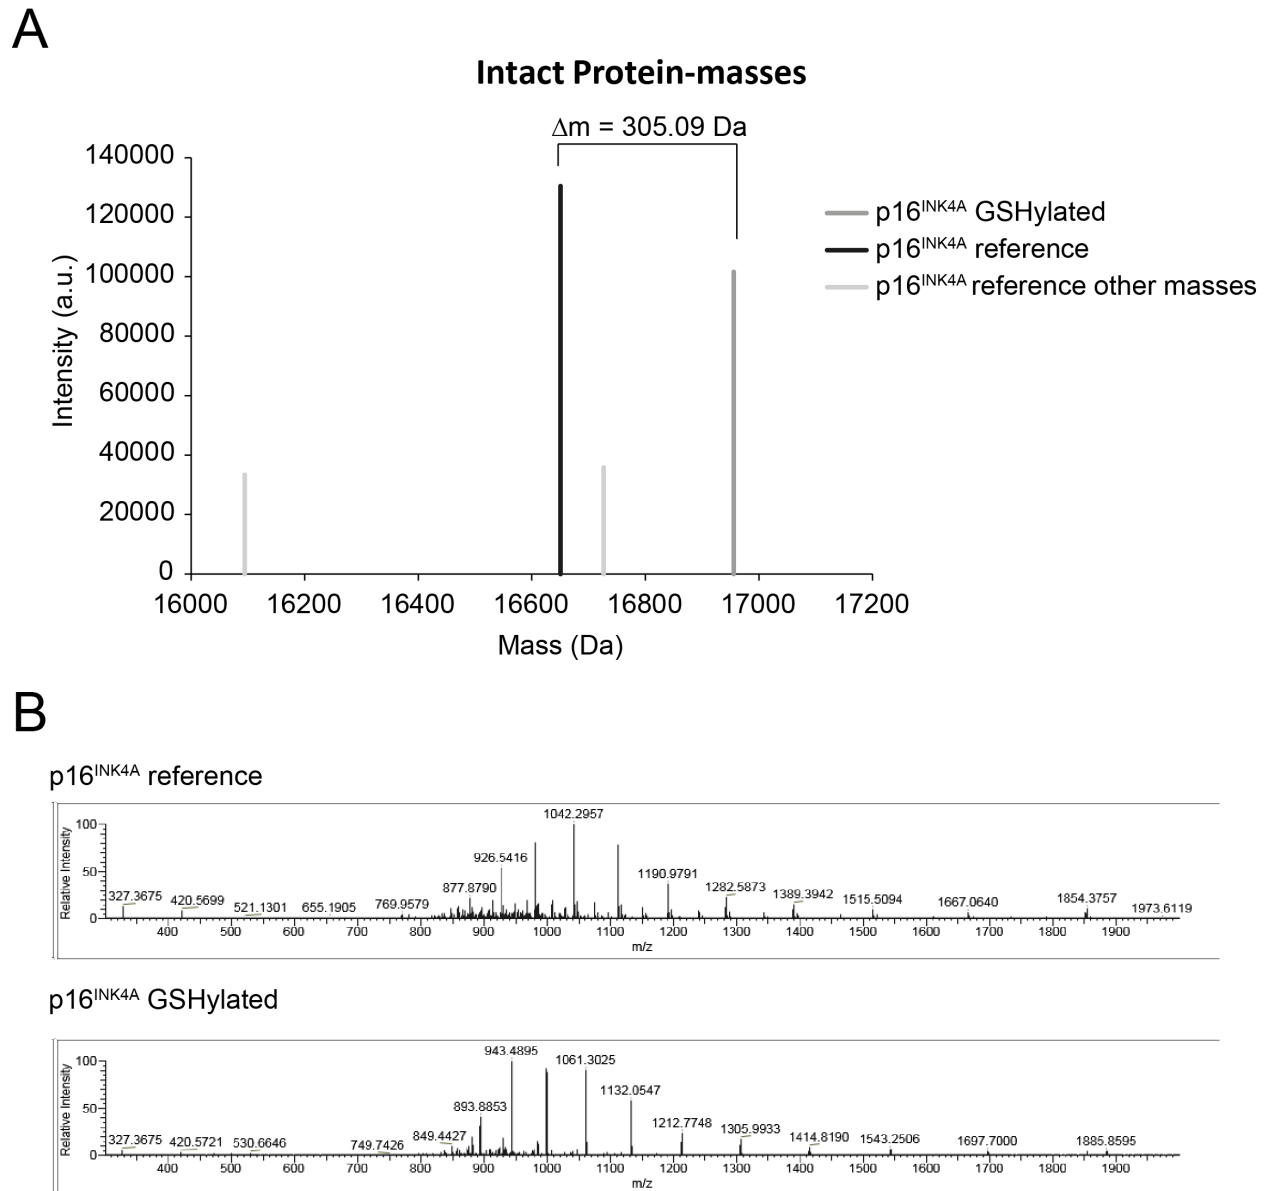 A
Intact Protein-masses
Δm = 305.09 Da
140000
120000
100000
80000
60000
40000
20000
0
Intensity (a.u.)
16000 16200 16400 16600 16800 17000 17200
Mass (Da)
p16INK4A GSHylated
p16INK4A reference
p16INK4A reference other masses
B
p16INK4A reference
Relative Intensity
100
50
0
327.3675 420.5699 521.1301 655.1905 769.9579 877.8790 926.5416 1042.2957 1190.9791 1282.5873 1389.3942 1515.5094 1667.0640 1854.3757 1973.6119
400 500 600 700 800 900 1000 1100 1200 1300 1400 1500 1600 1700 1800 1900
m/z
p16INK4A GSHylated
Relative Intensity
100
50
0
327.3675 420.5721 530.6646 749.7426 849.4427 893.8853 943.4895 1061.3025 1132.0547 1212.7748 1305.9933 1414.8190 1543.2506 1697.7000 1885.8595
400 500 600 700 800 900 1000 1100 1200 1300 1400 1500 1600 1700 1800 1900
m/z